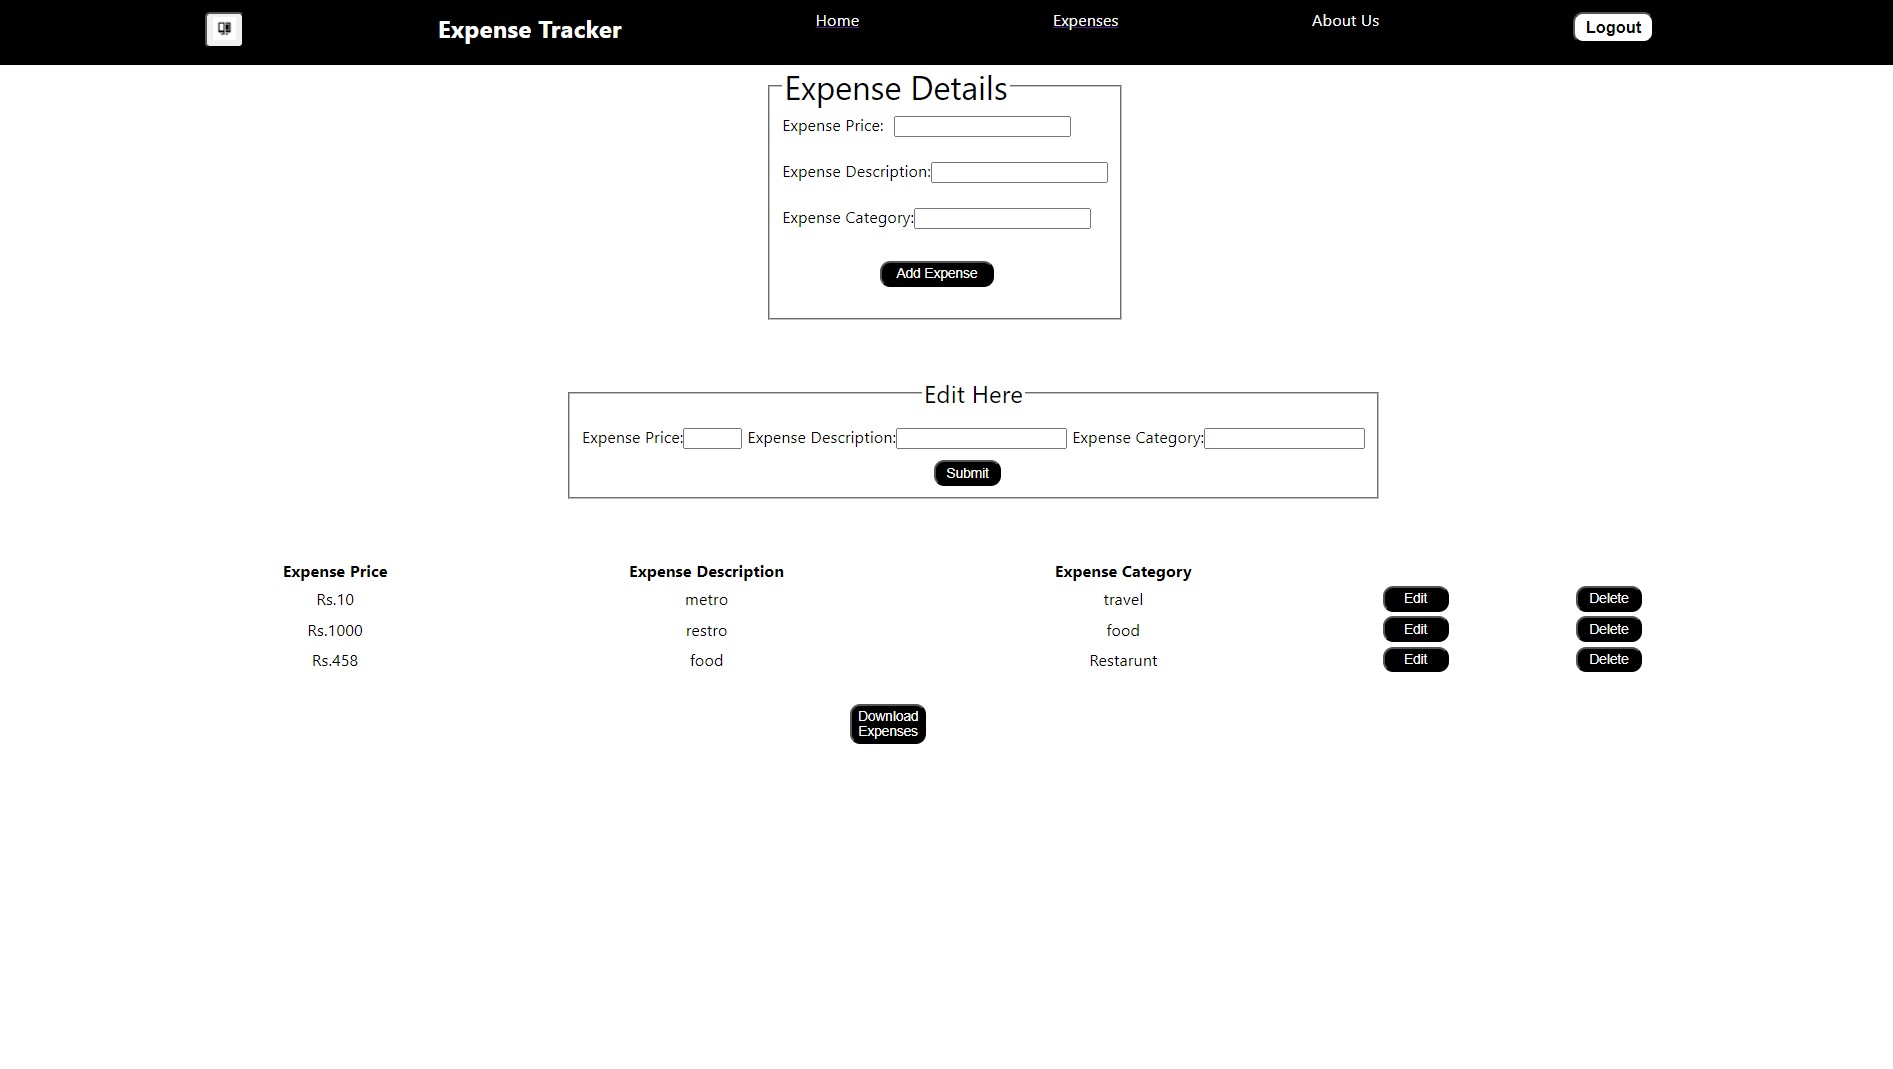 Expense Tracker Home Expenses About Us Logout
Expense Details
Expense Price:
Expense Description:
Expense Category:
Add Expense
Edit Here
Expense Price: Expense Description: Expense Category:
Submit
Expense Price Expense Description Expense Category
Rs.10 metro travel Edit Delete
Rs.1000 restro food Edit Delete
Rs.458 food Restarunt Edit Delete
Download
Expenses